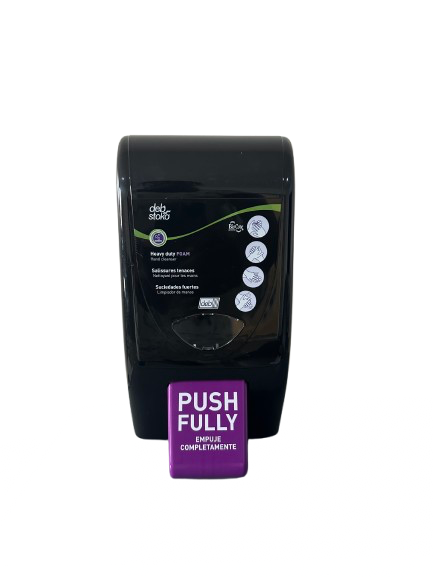 deb
stoko
Heavy duty FOAM
Hand cleanser
Salissures tenaces
Nettoyant pour les mains
Suciedades fuertes
Limpiador de manos
deb
PUSH
FULLY
EMPUJE
COMPLETAMENTE